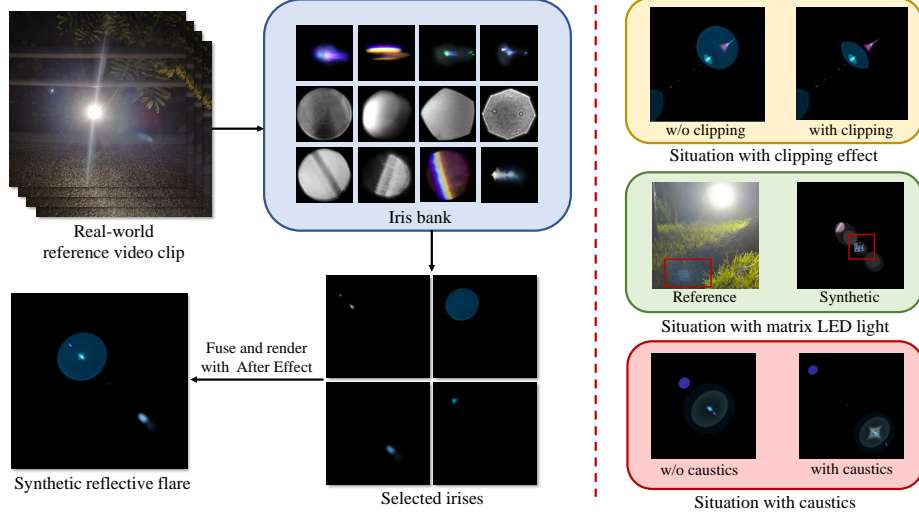 Real-world
reference video clip
Iris bank
Fuse and render
with After Effect
Synthetic reflective flare
Selected irises
w/o clipping
with clipping
Situation with clipping effect
Reference
Synthetic
Situation with matrix LED light
w/o caustics
with caustics
Situation with caustics